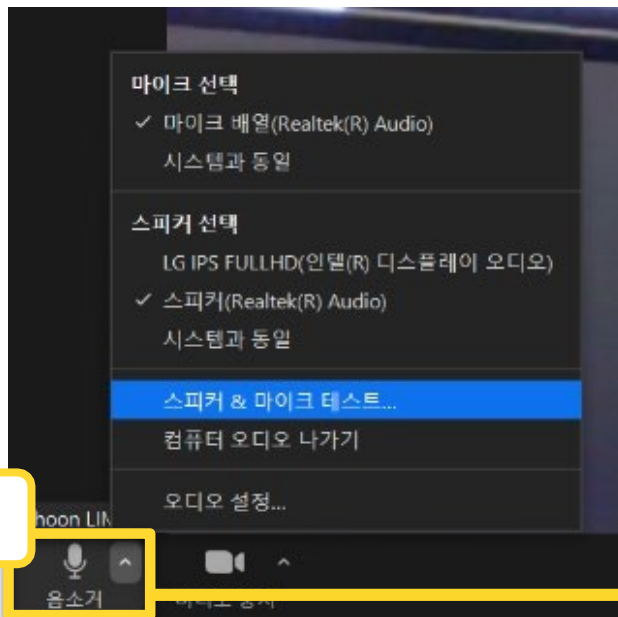 마이크 선택
✓ 마이크 배열(Realtek(R) Audio)
시스템과 동일
스피커 선택
LG IPS FULLHD(인텔(R) 디스플레이 오디오)
✓ 스피커(Realtek(R) Audio)
시스템과 동일
스피커 & 마이크 테스트...
컴퓨터 오디오 나가기
오디오 설정...
hoon LIN
음소거